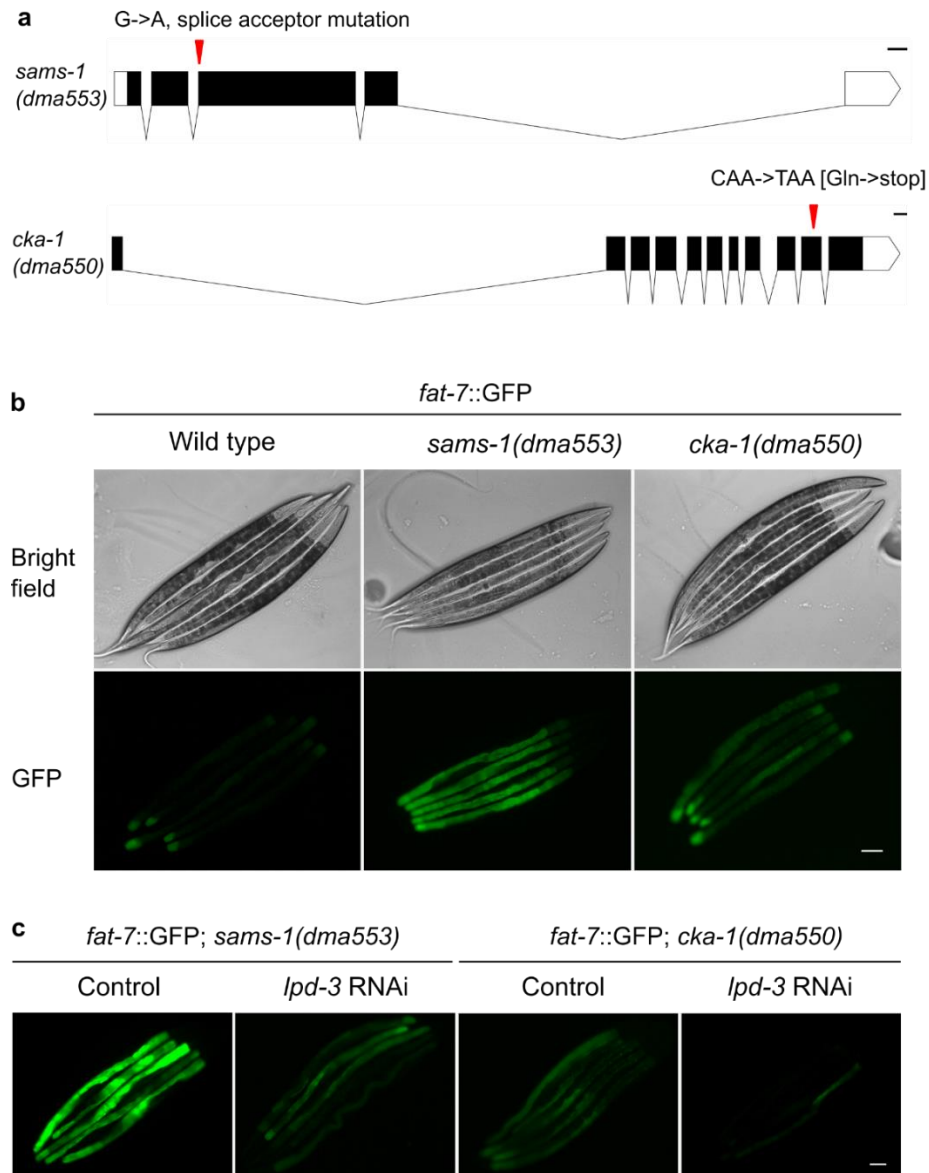 a
G->A, splice acceptor mutation
sams-1
(dma553)
CAA->TAA [Gln->stop]
cka-1
(dma550)
b
fat-7::GFP
Wild type sams-1(dma553) cka-1(dma550)
Bright
field
GFP
c
fat-7::GFP; sams-1(dma553) fat-7::GFP; cka-1(dma550)
Control lpd-3 RNAi Control lpd-3 RNAi